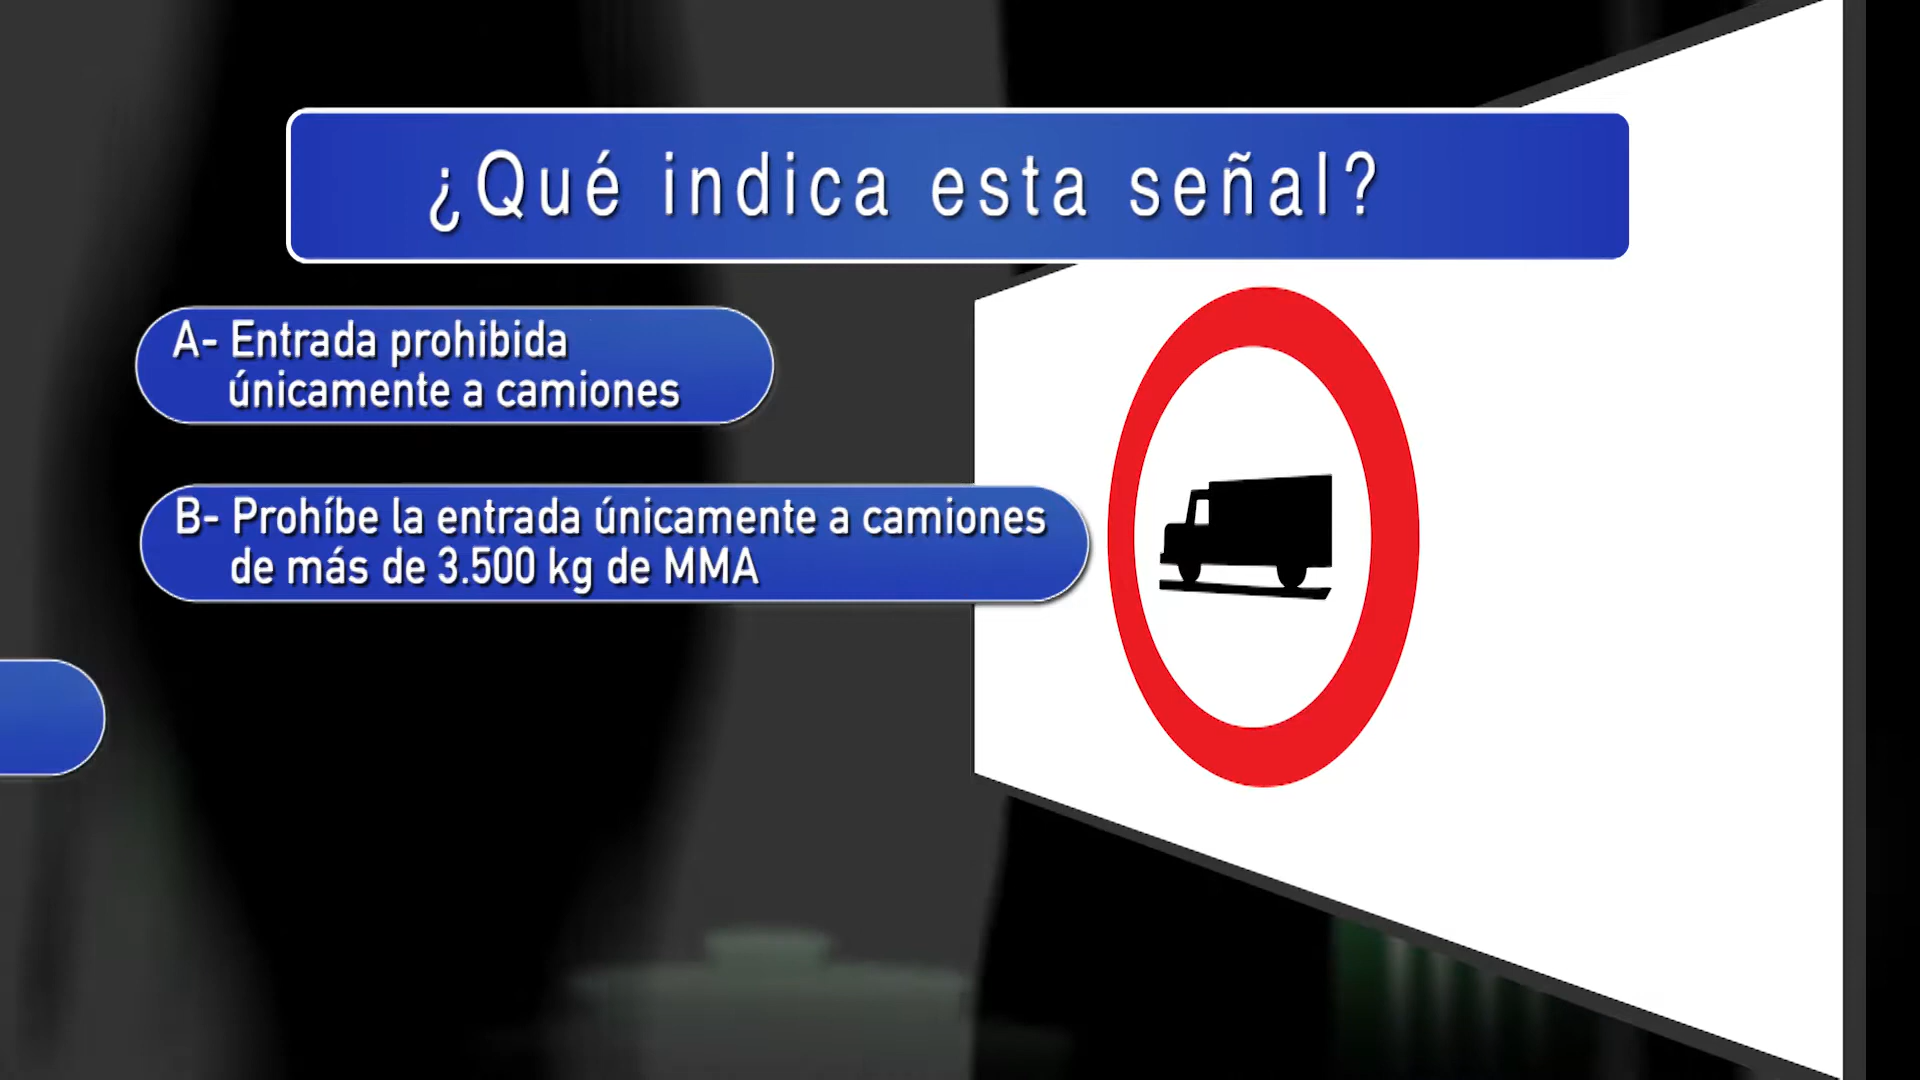 ¿Qué indica esta señal?
A- Entrada prohibida
únicamente a camiones
B- Prohíbe la entrada únicamente a camiones
de más de 3.500 kg de MMA